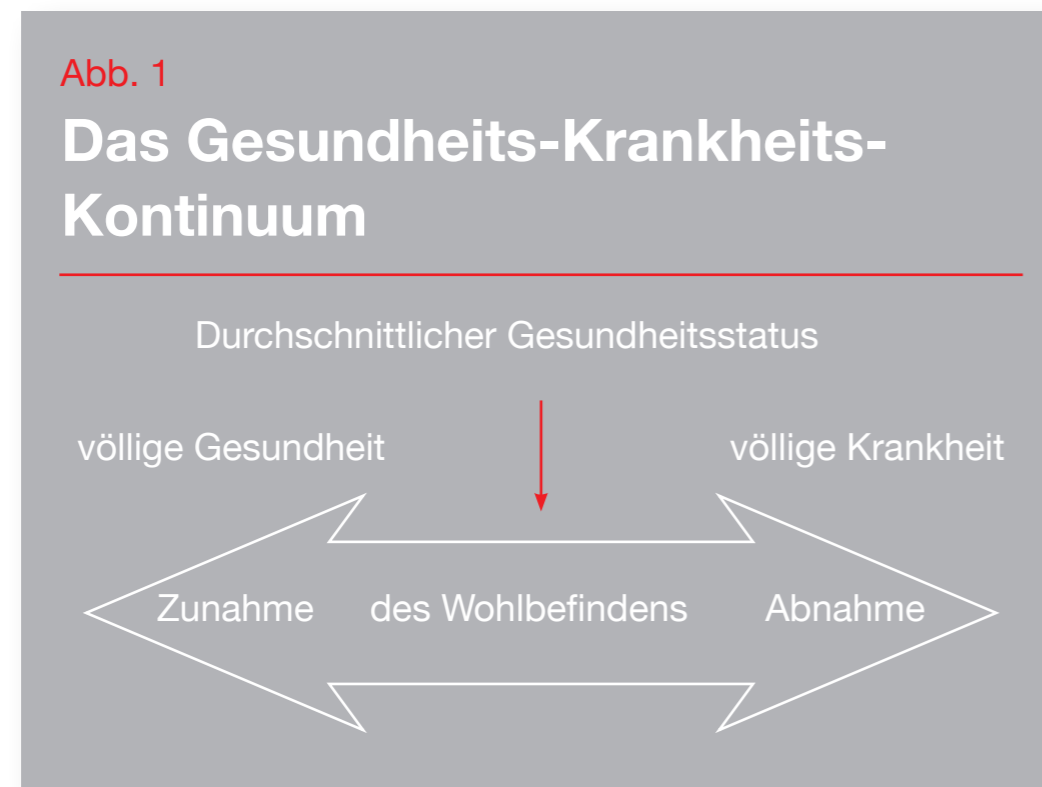 Abb. 1
Das Gesundheits-Krankheits-
Kontinuum
Durchschnittlicher Gesundheitsstatus
völlige Gesundheit
völlige Krankheit
Zunahme des Wohlbefindens Abnahme